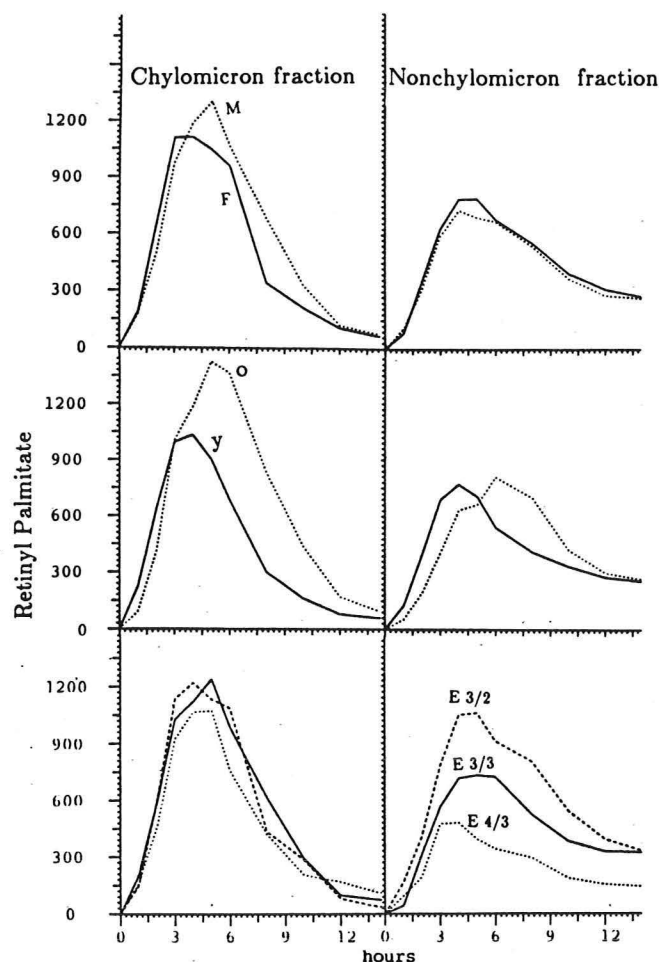 Chylomicron fraction
Nonchylomicron fraction
1200
900
600
300
0
M
F
1200
900
600
300
0
O
y
Retinyl Palmitate
1200
900
600
300
0
E 3/2
E 3/3
E 4/3
0 3 6 9 12 0 3 6 9 12
hours